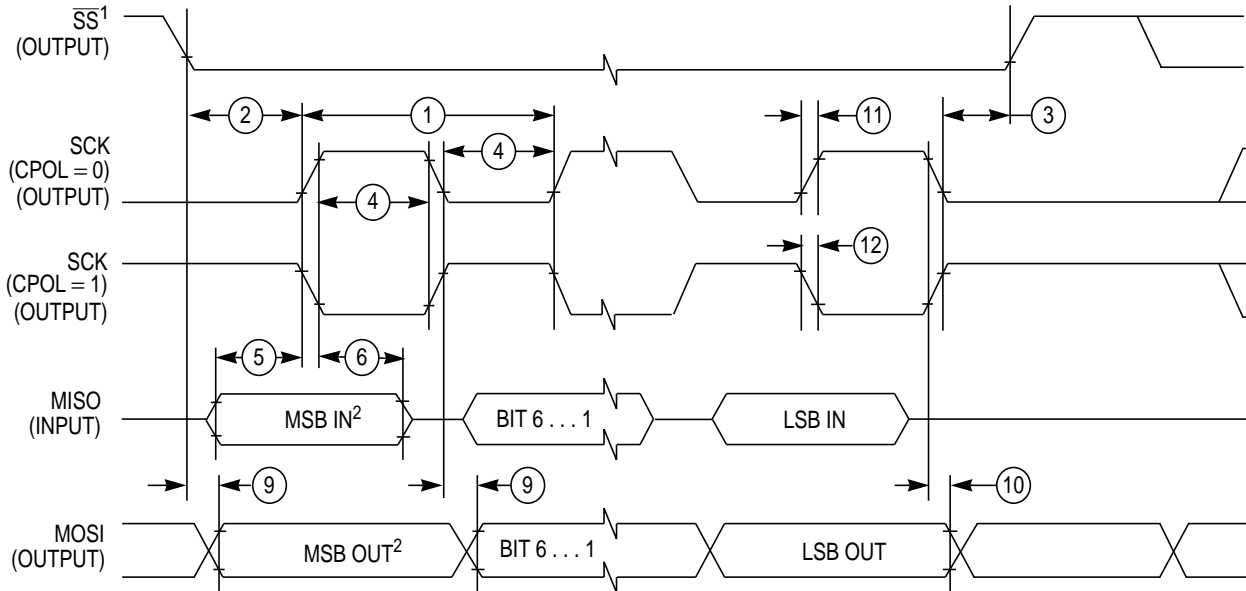 SS¹
(OUTPUT)
2
1
11
3
SCK
(CPOL = 0)
(OUTPUT)
4
4
12
SCK
(CPOL = 1)
(OUTPUT)
5
6
MISO
(INPUT)
MSB IN²
BIT 6 . . . 1
LSB IN
9
9
10
MOSI
(OUTPUT)
MSB OUT²
BIT 6 . . . 1
LSB OUT